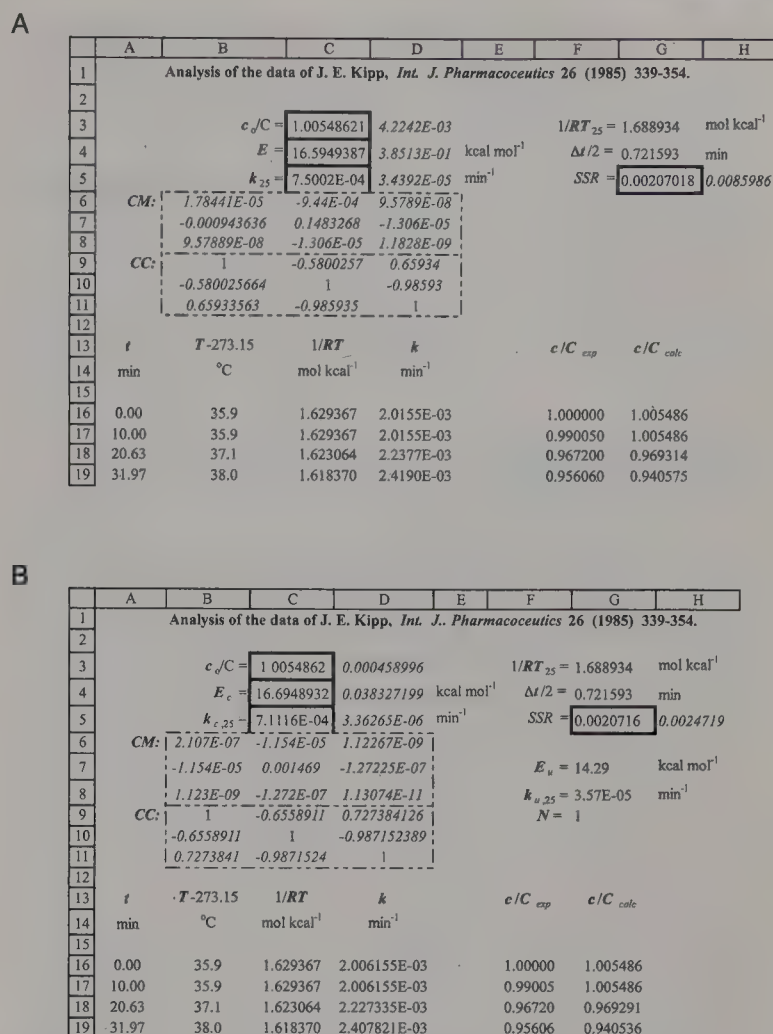 A
A B C D E F G H
1 Analysis of the data of J. E. Kipp, Int. J. Pharmacoceutics 26 (1985) 339-354.
2
3 c₀/C = 1.00548621 4.2242E-03 1/RT₂₅ = 1.688934 mol kcal⁻¹
4 E = 16.5949387 3.8513E-01 kcal mol⁻¹ Δt/2 = 0.721593 min
5 k₂₅ = 7.5002E-04 3.4392E-05 min⁻¹ SSR = 0.00207018 0.0085986
6 CM: 1.78441E-05 -9.44E-04 9.5789E-08
7 -0.000943636 0.1483268 -1.306E-05
8 9.57889E-08 -1.306E-05 1.1828E-09
9 CC: 1 -0.5800257 0.65934
10 -0.580025664 1 -0.98593
11 0.65933563 -0.985935 1
12
13 t T-273.15 1/RT k c/C exp c/C calc
14 min °C mol kcal⁻¹ min⁻¹
15
16 0.00 35.9 1.629367 2.0155E-03 1.000000 1.005486
17 10.00 35.9 1.629367 2.0155E-03 0.990050 1.005486
18 20.63 37.1 1.623064 2.2377E-03 0.967200 0.969314
19 31.97 38.0 1.618370 2.4190E-03 0.956060 0.940575
B
A B C D E F G H
1 Analysis of the data of J. E. Kipp, Int. J.. Pharmacoceutics 26 (1985) 339-354.
2
3 c₀/C = 1 0054862 0.000458996 1/RT₂₅ = 1.688934 mol kcal⁻¹
4 E c = 16.6948932 0.038327199 kcal mol⁻¹ Δt/2 = 0.721593 min
5 k c,25 = 7.1116E-04 3.36265E-06 min⁻¹ SSR = 0.0020716 0.0024719
6 CM: 2.107E-07 -1.154E-05 1.12267E-09
7 -1.154E-05 0.001469 -1.27225E-07 E u = 14.29 kcal mol⁻¹
8 1.123E-09 -1.272E-07 1.13074E-11 k u,25 = 3.57E-05 min⁻¹
9 CC: 1 -0.6558911 0.727384126 N = 1
10 -0.6558911 1 -0.987152389
11 0.7273841 -0.9871524 1
12
13 t T-273.15 1/RT k c/C exp c/C calc
14 min °C mol kcal⁻¹ min⁻¹
15
16 0.00 35.9 1.629367 2.006155E-03 1.00000 1.005486
17 10.00 35.9 1.629367 2.006155E-03 0.99005 1.005486
18 20.63 37.1 1.623064 2.227335E-03 0.96720 0.969291
19 31.97 38.0 1.618370 2.407821E-03 0.95606 0.940536